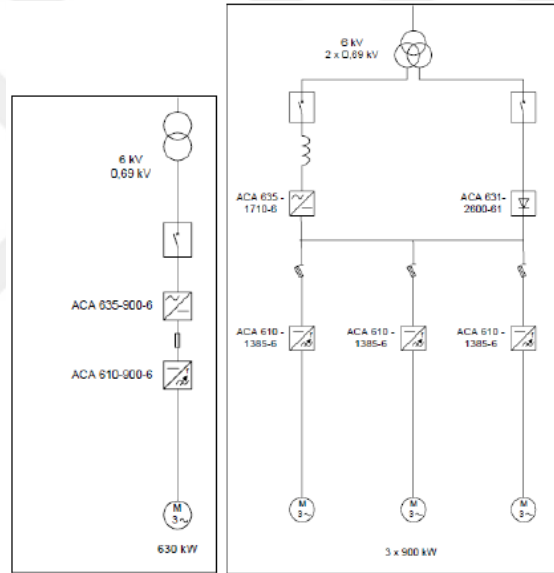 6 kV
0,69 kV
ACA 635-900-6
ACA 610-900-6
M
3~
630 kW
6 kV
2 x 0,69 kV
ACA 635 -
1710-6
ACA 631-
2600-61
ACA 610 -
1385-6
ACA 610 -
1385-6
ACA 610 -
1385-6
M
3~
M
3~
M
3~
3 x 900 kW